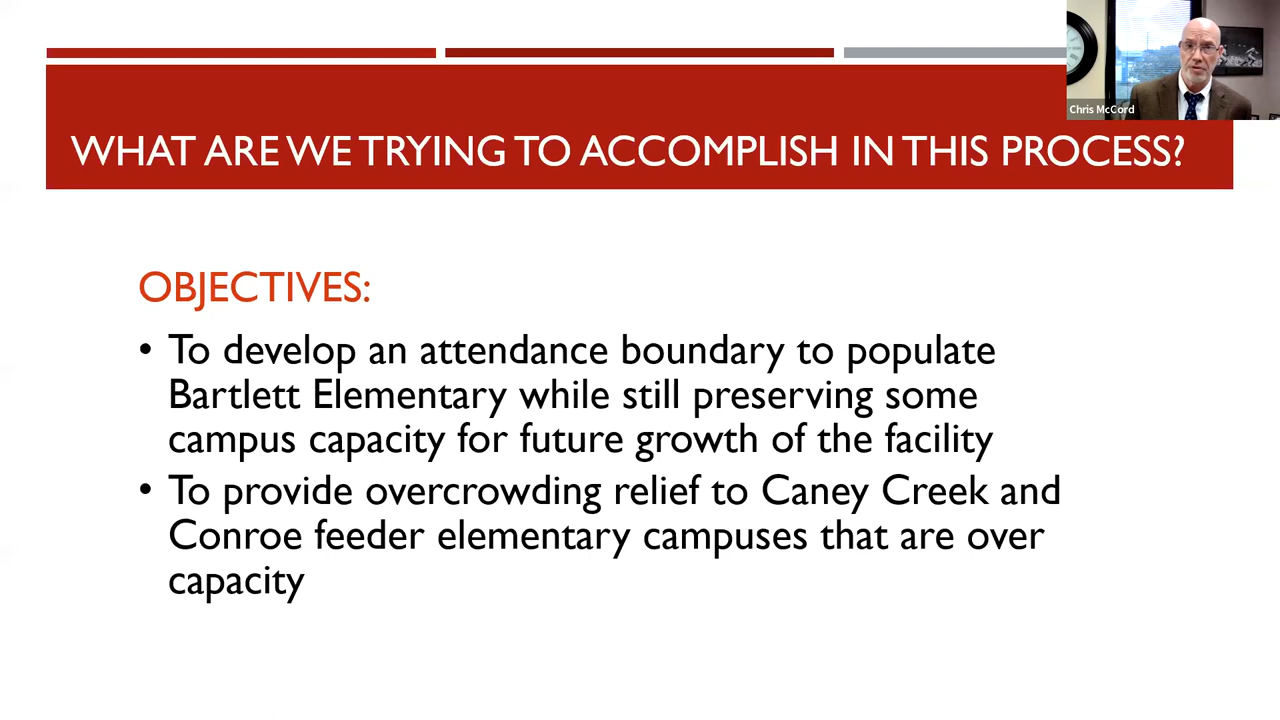 Chris McCord
WHAT ARE WE TRYING TO ACCOMPLISH IN THIS PROCESS?
OBJECTIVES:
• To develop an attendance boundary to populate
Bartlett Elementary while still preserving some
campus capacity for future growth of the facility
• To provide overcrowding relief to Caney Creek and
Conroe feeder elementary campuses that are over
capacity